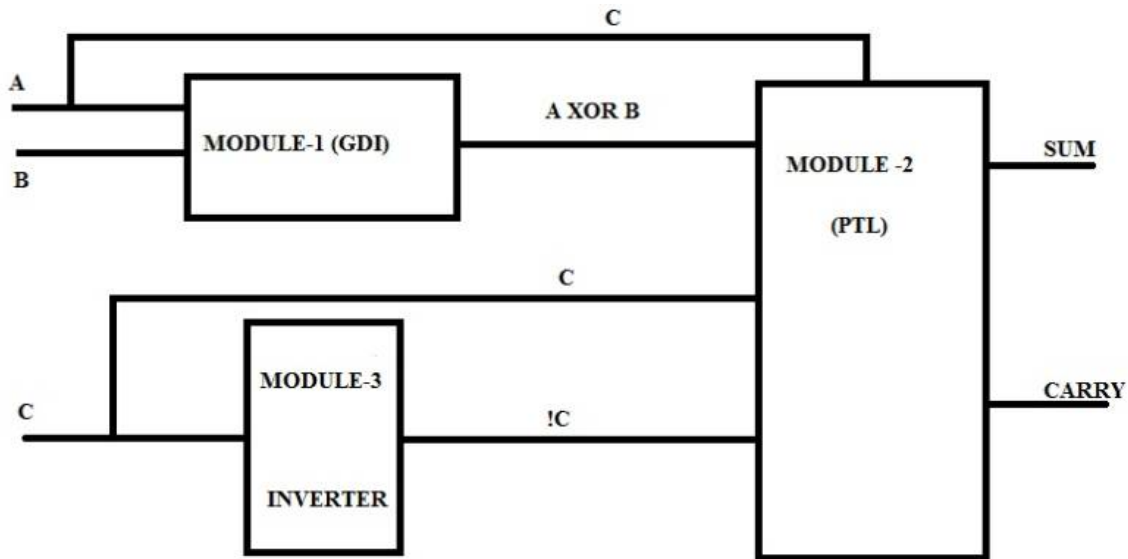 C
A
B
MODULE-1 (GDI)
A XOR B
MODULE -2
(PTL)
SUM
C
C
MODULE-3
INVERTER
!C
CARRY